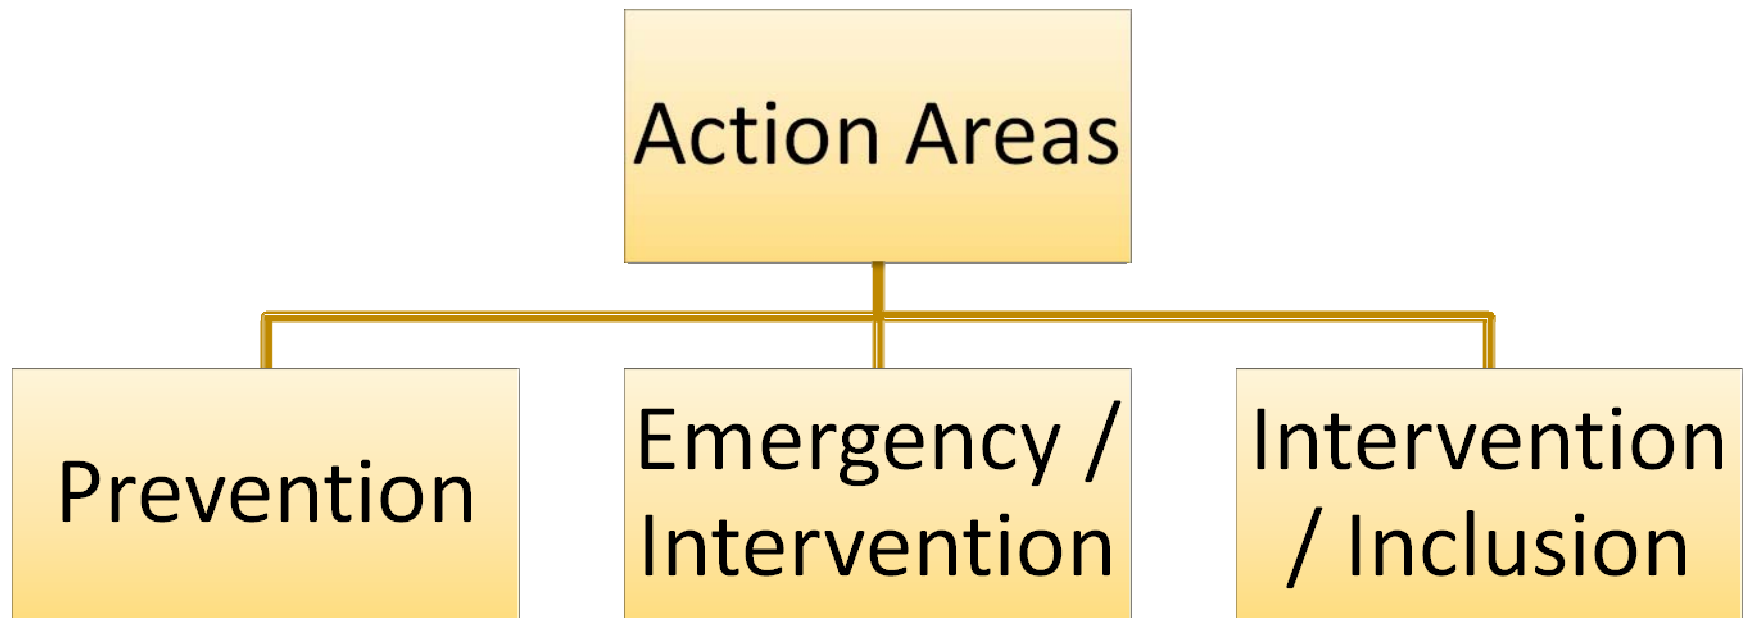 Action Areas
Prevention
Emergency /
Intervention
Intervention
/ Inclusion